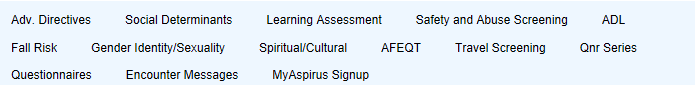 Adv. Directives Social Determinants Learning Assessment Safety and Abuse Screening ADL
Fall Risk Gender Identity/Sexuality Spiritual/Cultural AFEQT Travel Screening Qnr Series
Questionnaires Encounter Messages MyAspirus Signup